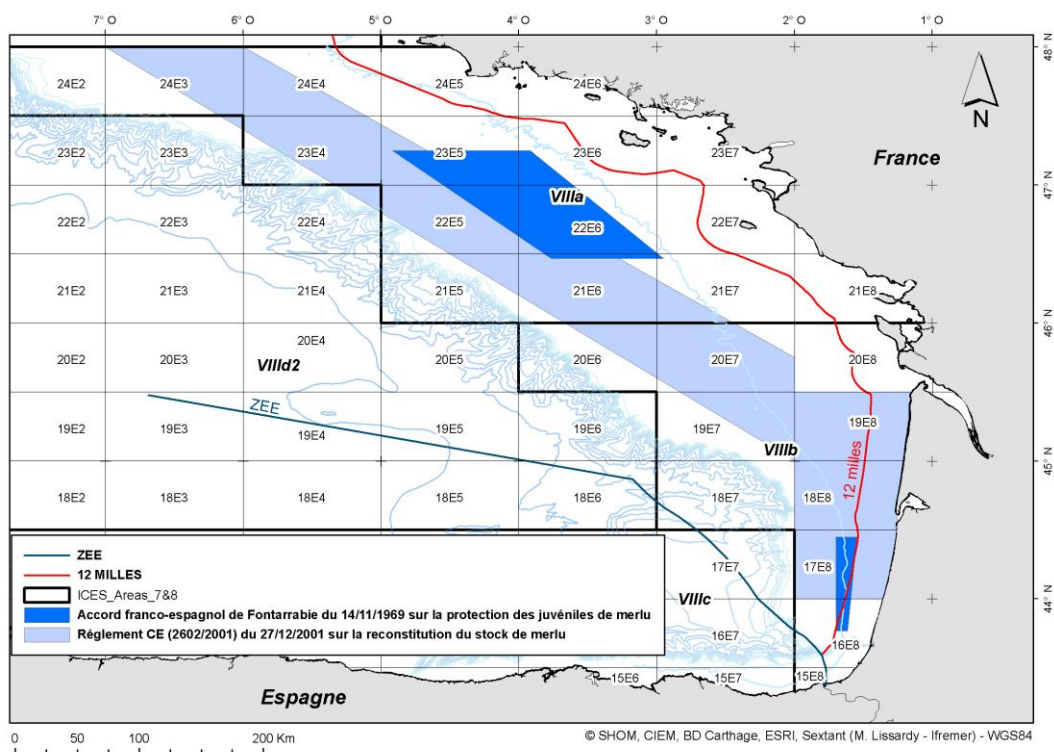 7° O 6° O 5° O 4° O 3° O 2° O 1° O
48° N
24E2 24E3 24E4 24E5 24E6
N
23E2 23E3 23E4 23E5 23E6 23E7
France
47° N
VIIIa
22E2 22E3 22E4 22E5 22E6 22E7
21E2 21E3 21E4 21E5 21E6 21E7 21E8
46° N
20E2 20E3 20E4 20E5 20E6 20E7 20E8
VIIId2
ZEE
19E2 19E3 19E4 19E5 19E6 19E7 19E8
VIIIb
45° N
12 milles
18E2 18E3 18E4 18E5 18E6 18E7 18E8
17E7 17E8
44° N
VIIIc
16E7 16E8
15E6 15E7 15E8
ZEE
12 MILLES
ICES_Areas_7&8
Accord franco-espagnol de Fontarrabie du 14/11/1969 sur la protection des juvéniles de merlu
Réglement CE (2602/2001) du 27/12/2001 sur la reconstitution du stock de merlu
Espagne
0 50 100 200 Km
© SHOM, CIEM, BD Carthage, ESRI, Sextant (M. Lissardy - Ifremer) - WGS84